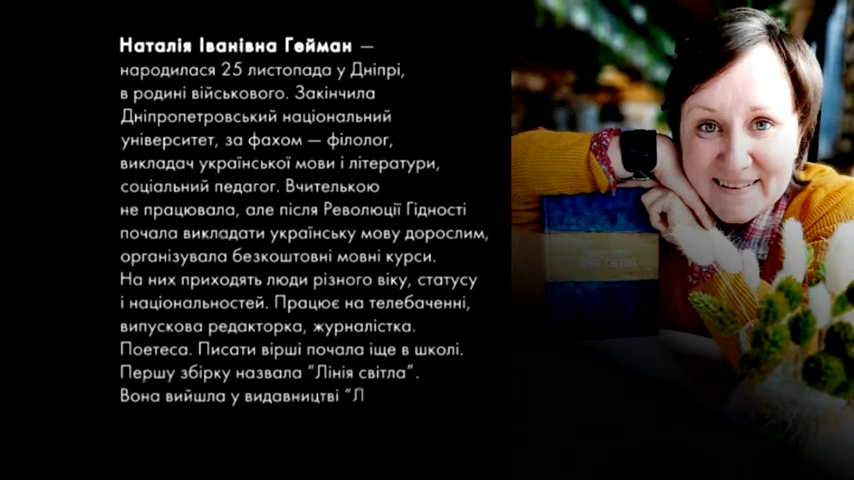 Наталія Іванівна Гейман —
народилася 25 листопада у Дніпрі,
в родині військового. Закінчила
Дніпропетровський національний
університет, за фахом — філолог,
викладач української мови і літератури,
соціальний педагог. Вчителькою
не працювала, але після Революції Гідності
почала викладати українську мову дорослим,
організувала безкоштовні мовні курси.
На них приходять люди різного віку, статусу
і національностей. Працює на телебаченні,
випускова редакторка, журналістка.
Поетеса. Писати вірші почала іще в школі.
Першу збірку назвала "Лінія світла".
Вона вийшла у видавництві "Л